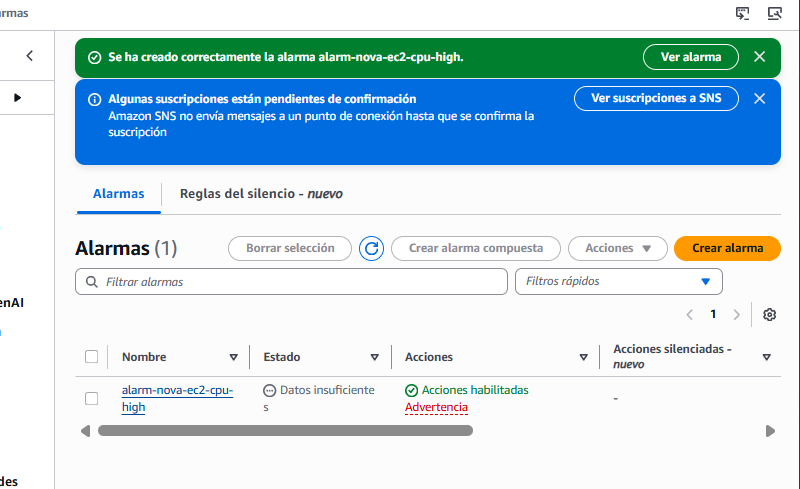 armas
Se ha creado correctamente la alarma alarm-nova-ec2-cpu-high.
Ver alarma
Algunas suscripciones están pendientes de confirmación
Ver suscripciones a SNS
Amazon SNS no envía mensajes a un punto de conexión hasta que se confirma la
suscripción
Alarmas
Reglas del silencio - nuevo
Alarmas (1)
Borrar selección
Crear alarma compuesta
Acciones
Crear alarma
Filtrar alarmas
Filtros rápidos
enAI
1
Nombre
Estado
Acciones
Acciones silenciadas -
nuevo
alarm-nova-ec2-cpu-
high
Datos insuficiente
s
Acciones habilitadas
Advertencia
-
des